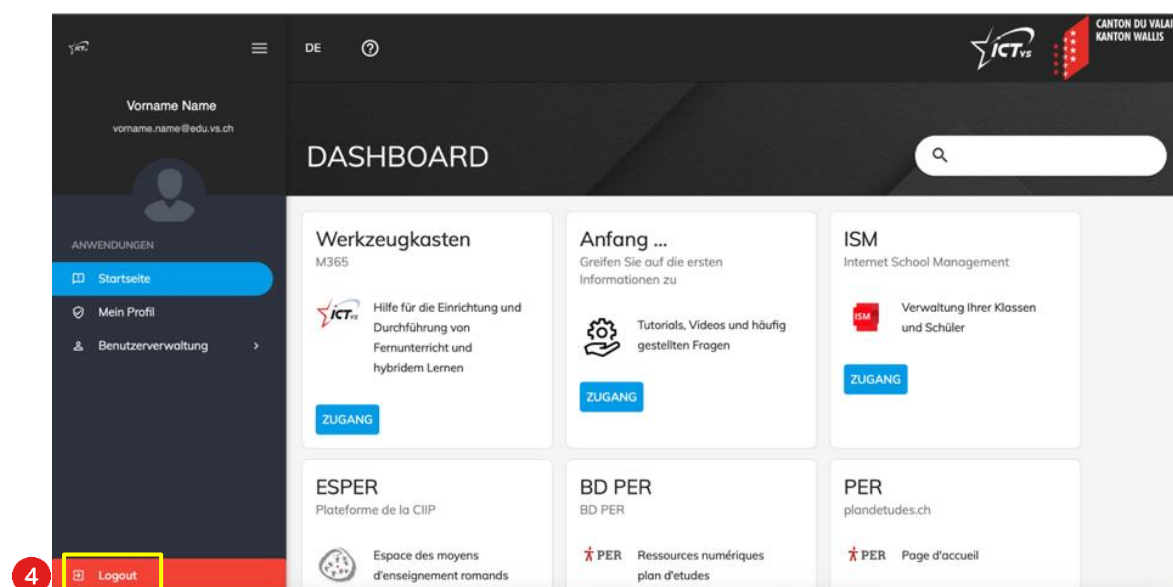 ICTvs
DE
ICTvs
CANTON DU VALAI
KANTON WALLIS
Vorname Name
vorname.name@edu.vs.ch
DASHBOARD
ANWENDUNGEN
Startseite
Mein Profil
Benutzerverwaltung
4
Logout
Werkzeugkasten
M365
ICTvs
Hilfe für die Einrichtung und
Durchführung von
Fernunterricht und
hybridem Lernen
ZUGANG
Anfang ...
Greifen Sie auf die ersten
Informationen zu
Tutorials, Videos und häufig
gestellten Fragen
ZUGANG
ISM
Internet School Management
ISM
Verwaltung Ihrer Klassen
und Schüler
ZUGANG
ESPER
Plateforme de la CIIP
Espace des moyens
d'enseignement romands
BD PER
BD PER
PER
Ressources numériques
plan d'etudes
PER
plandetudes.ch
PER
Page d'accueil